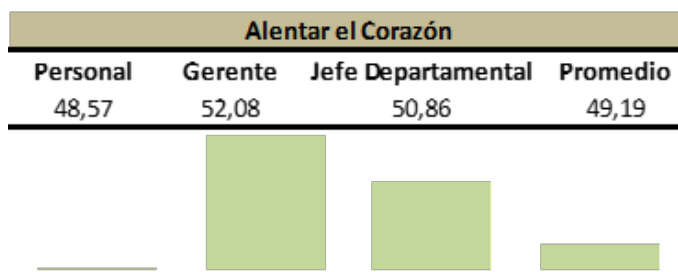 Alentar el Corazón
Personal Gerente Jefe Departamental Promedio
48,57 52,08 50,86 49,19